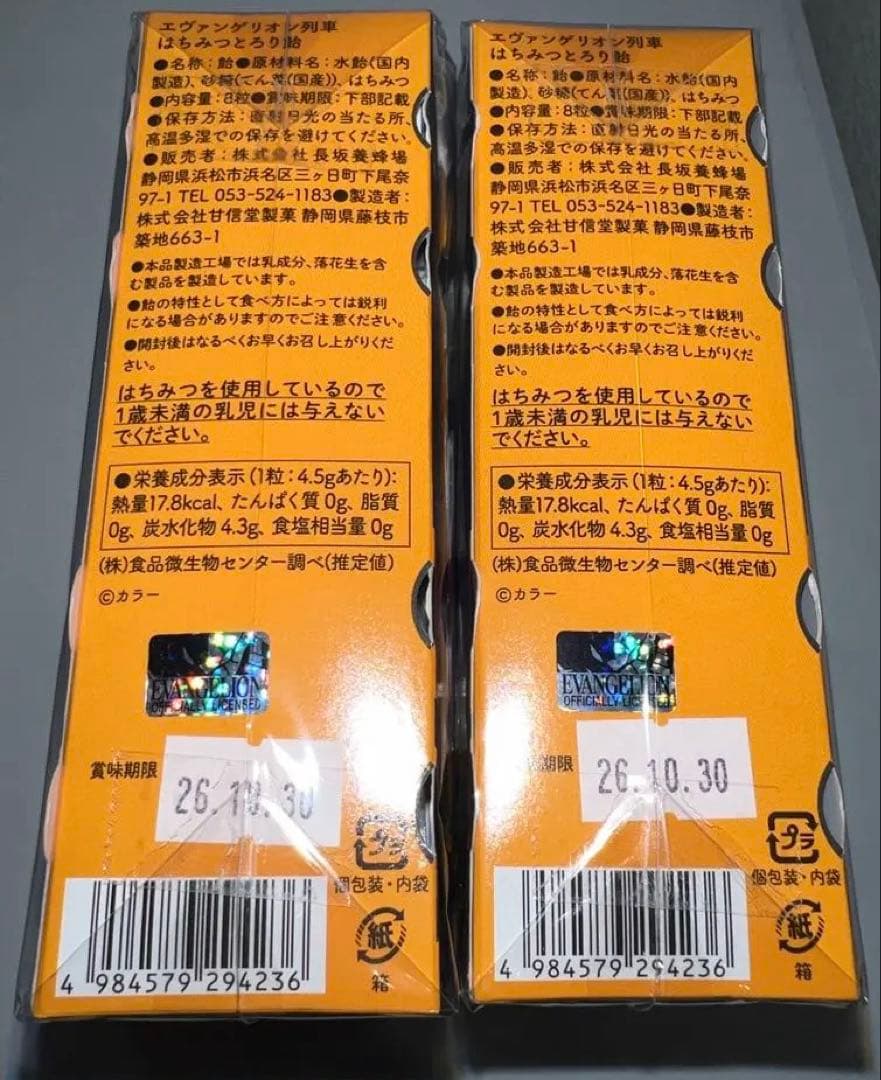 エヴァンゲリオン列車
はちみつとろり飴
●名称：飴●原材料名：水飴(国内
製造)、砂糖(てん菜(国産))、はちみつ
●内容量：8粒●賞味期限：下部記載
●保存方法：直射日光の当たる所、
高温多湿での保存を避けてください。
●販売者：株式会社長坂養蜂場
静岡県浜松市浜名区三ヶ日町下尾奈
97-1 TEL 053-524-1183●製造者：
株式会社甘信堂製菓 静岡県藤枝市
築地663-1
●本品製造工場では乳成分、落花生を含
む製品を製造しています。
●飴の特性として食べ方によっては鋭利
になる場合がありますのでご注意ください。
●開封後はなるべくお早くお召し上がりくだ
さい。
はちみつを使用しているので
1歳未満の乳児には与えない
でください。
●栄養成分表示(1粒：4.5gあたり)：
熱量17.8kcal、たんぱく質0g、脂質
0g、炭水化物4.3g、食塩相当量0g
(株)食品微生物センター調べ(推定値)
©カラー
EVANGELION
OFFICIALLY LICENSED
賞味期限
26.10.30
プラ
個包装・内袋
紙
箱
4 984579 294236
エヴァンゲリオン列車
はちみつとろり飴
●名称：飴●原材料名：水飴(国内
製造)、砂糖(てん菜(国産))、はちみつ
●内容量：8粒●賞味期限：下部記載
●保存方法：直射日光の当たる所、
高温多湿での保存を避けてください。
●販売者：株式会社長坂養蜂場
静岡県浜松市浜名区三ヶ日町下尾奈
97-1 TEL 053-524-1183●製造者：
株式会社甘信堂製菓 静岡県藤枝市
築地663-1
●本品製造工場では乳成分、落花生を含
む製品を製造しています。
●飴の特性として食べ方によっては鋭利
になる場合がありますのでご注意ください。
●開封後はなるべくお早くお召し上がりくだ
さい。
はちみつを使用しているので
1歳未満の乳児には与えない
でください。
●栄養成分表示(1粒：4.5gあたり)：
熱量17.8kcal、たんぱく質0g、脂質
0g、炭水化物4.3g、食塩相当量0g
(株)食品微生物センター調べ(推定値)
©カラー
EVANGELION
OFFICIALLY LICENSED
期限
26.10.30
プラ
個包装・内袋
紙
箱
4 984579 294236